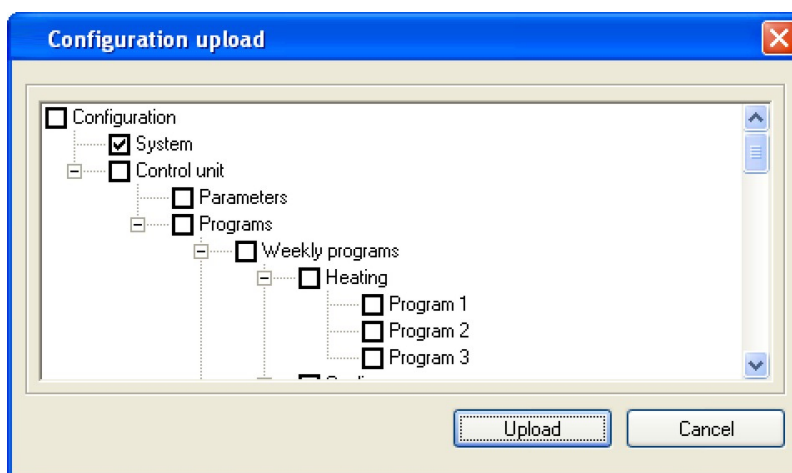 Configuration upload
Configuration
System
Control unit
Parameters
Programs
Weekly programs
Heating
Program 1
Program 2
Program 3
Upload Cancel